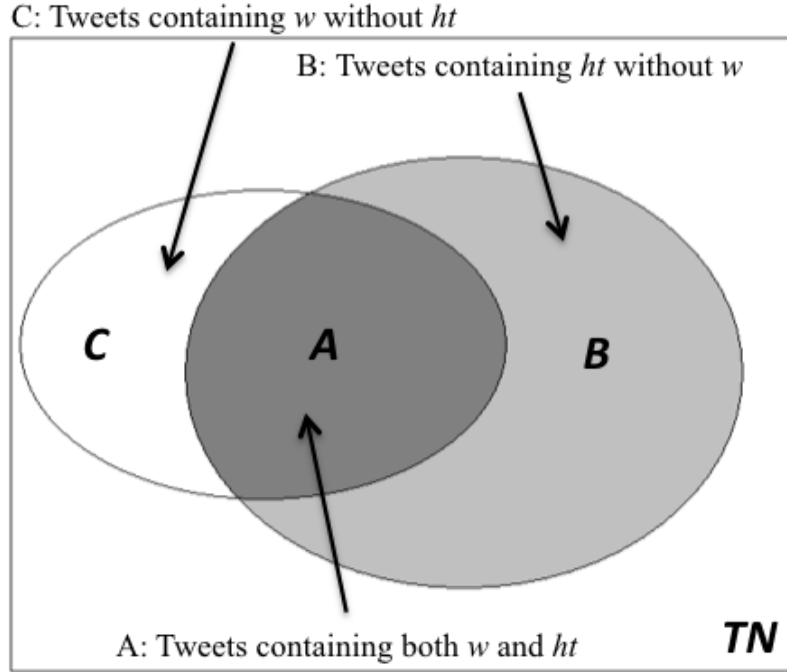 C: Tweets containing w without ht
B: Tweets containing ht without w
C
A
B
A: Tweets containing both w and ht
TN